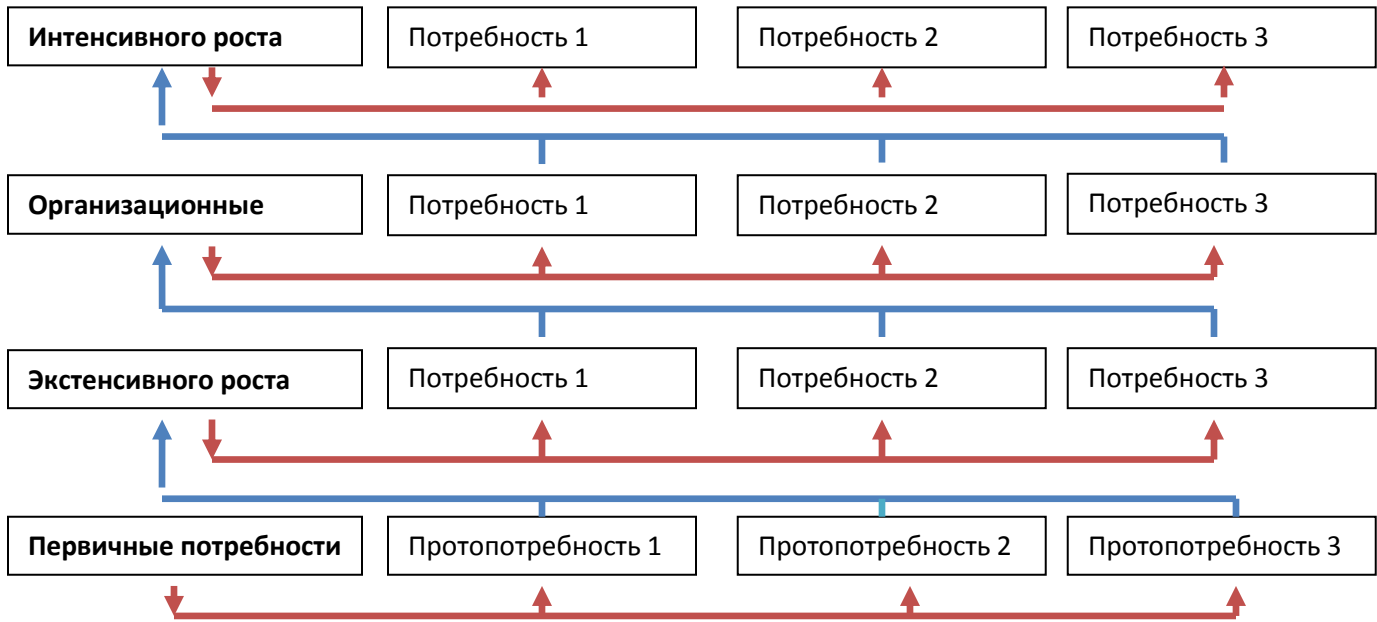 Интенсивного роста
Потребность 1
Потребность 2
Потребность 3
Организационные
Потребность 1
Потребность 2
Потребность 3
Экстенсивного роста
Потребность 1
Потребность 2
Потребность 3
Первичные потребности
Протопотребность 1
Протопотребность 2
Протопотребность 3